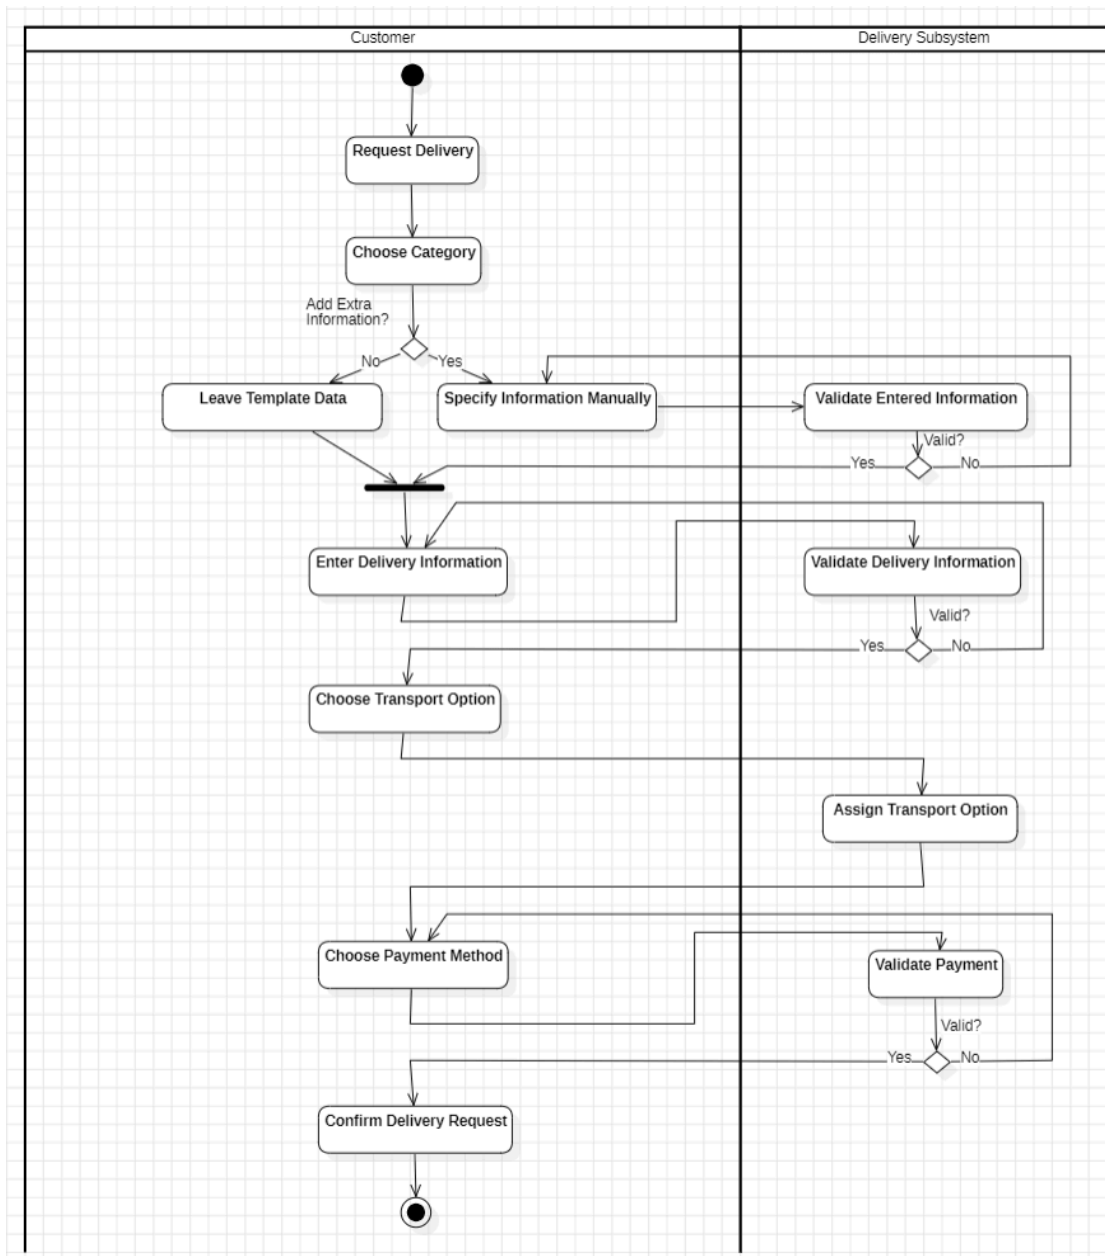 Customer
Delivery Subsystem
Request Delivery
Choose Category
Add Extra
Information?
No
Yes
Leave Template Data
Specify Information Manually
Validate Entered Information
Valid?
Yes
No
Enter Delivery Information
Validate Delivery Information
Valid?
Yes
No
Choose Transport Option
Assign Transport Option
Choose Payment Method
Validate Payment
Valid?
Yes
No
Confirm Delivery Request